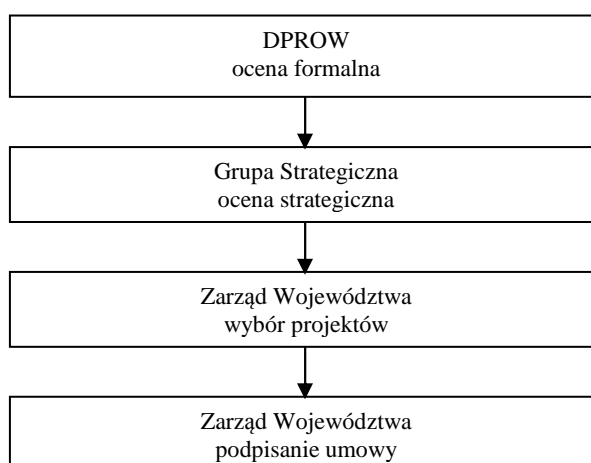 DPROW
ocena formalna
Grupa Strategiczna
ocena strategiczna
Zarząd Województwa
wybór projektów
Zarząd Województwa
podpisanie umowy